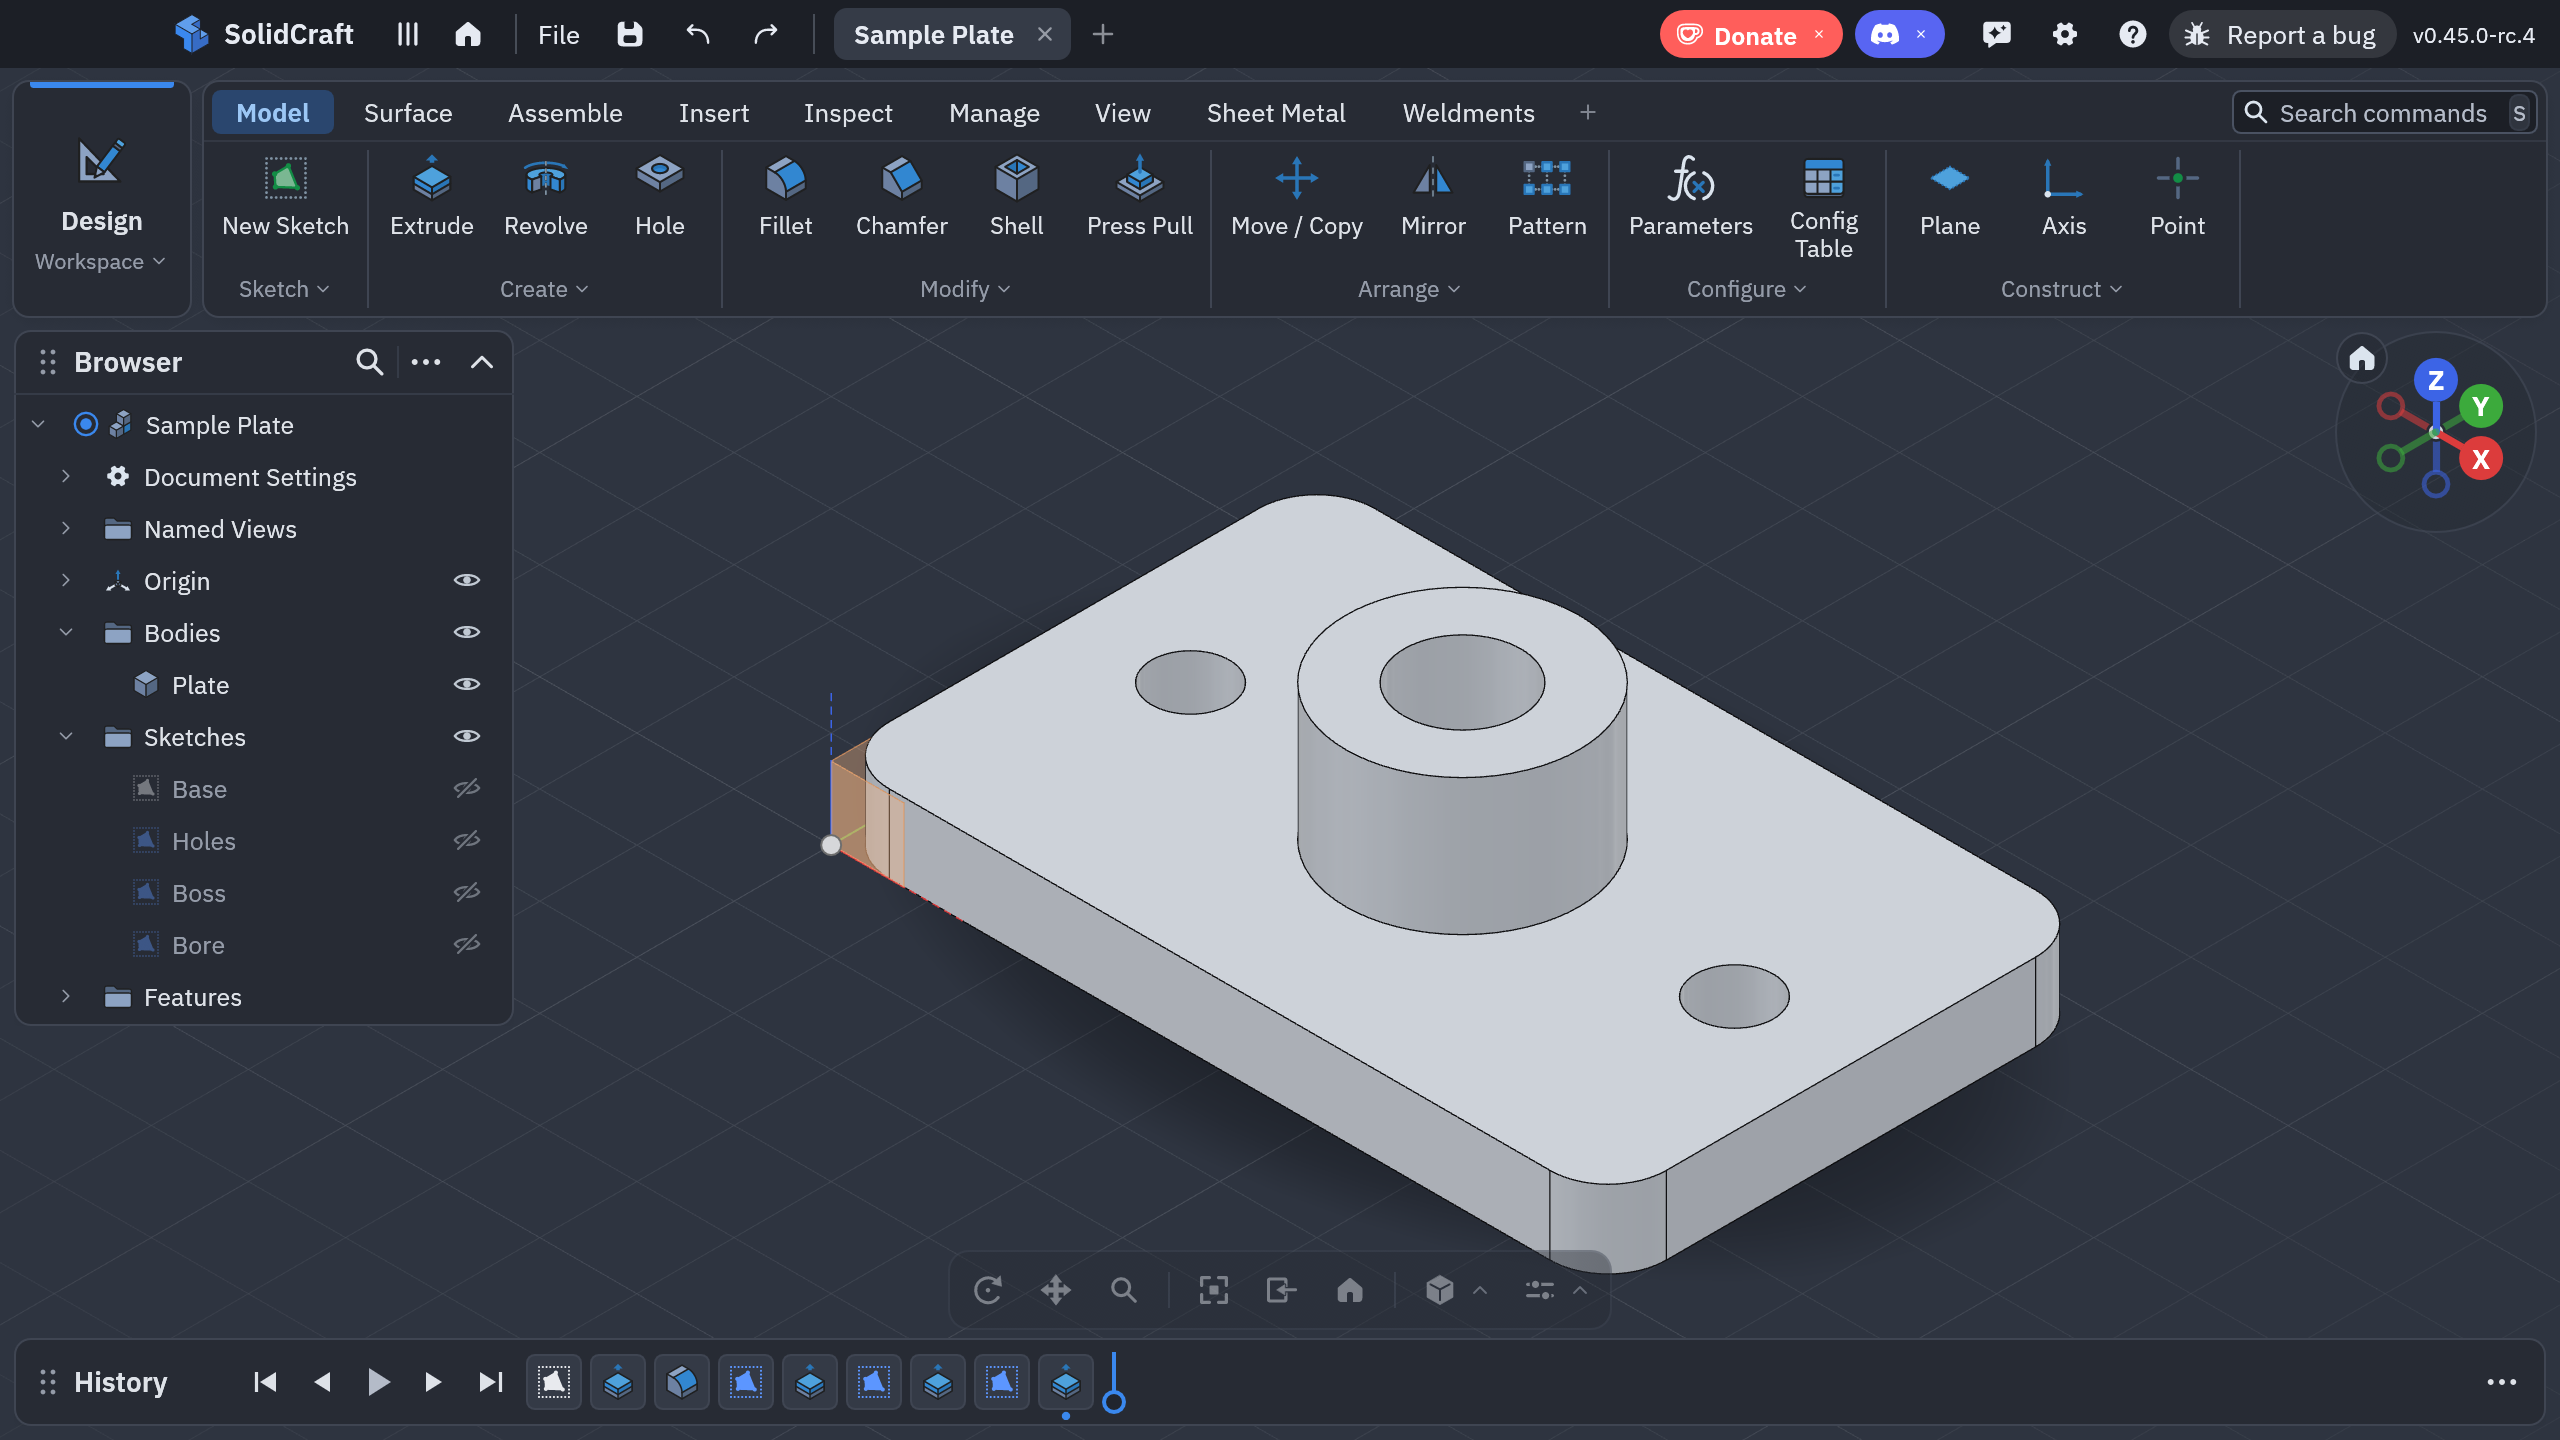 SolidCraft
File
Sample Plate
Donate
Report a bug
v0.45.0-rc.4
Design
Workspace
Model
Surface
Assemble
Insert
Inspect
Manage
View
Sheet Metal
Weldments
Search commands
S
New Sketch
Extrude
Revolve
Hole
Fillet
Chamfer
Shell
Press Pull
Move / Copy
Mirror
Pattern
Parameters
Config
Table
Plane
Axis
Point
Sketch
Create
Modify
Arrange
Configure
Construct
Browser
Sample Plate
Document Settings
Named Views
Origin
Bodies
Plate
Sketches
Base
Holes
Boss
Bore
Features
Z
Y
X
History